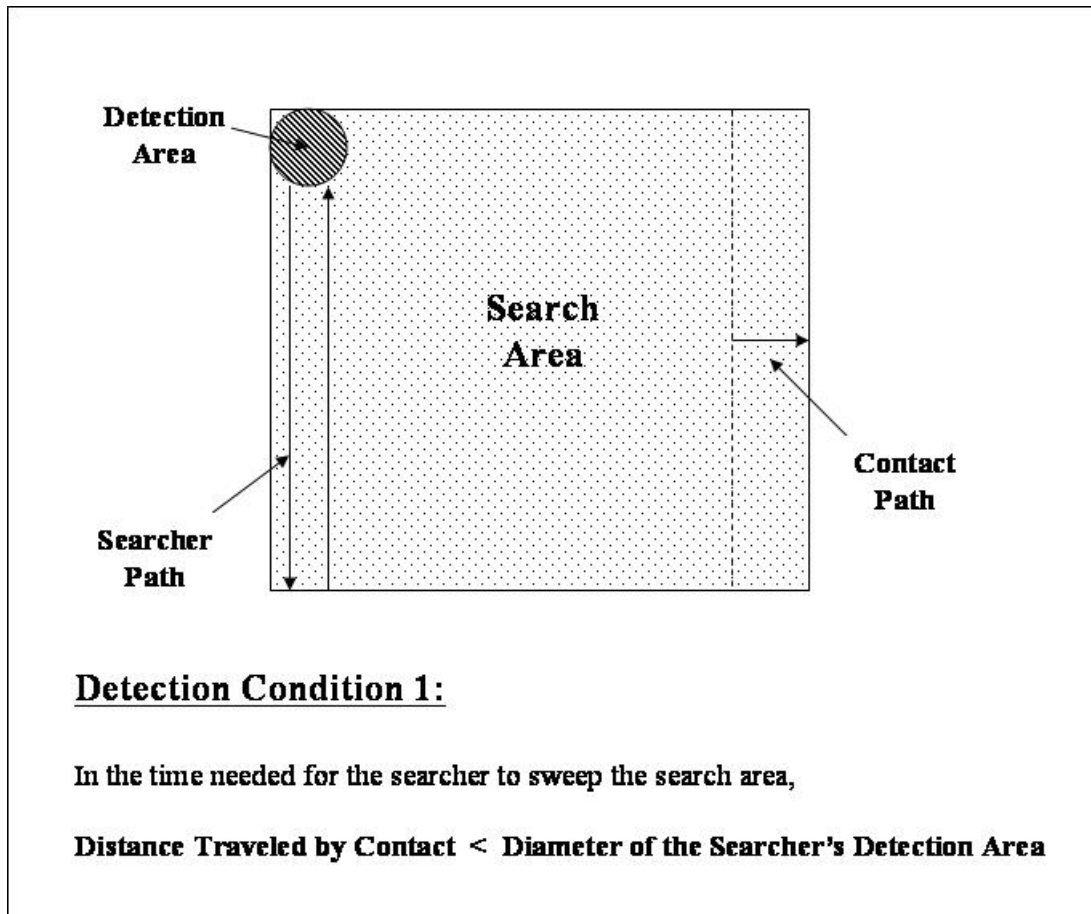 Detection
Area
Search
Area
Contact
Path
Searcher
Path
Detection Condition 1:
In the time needed for the searcher to sweep the search area,
Distance Traveled by Contact < Diameter of the Searcher's Detection Area